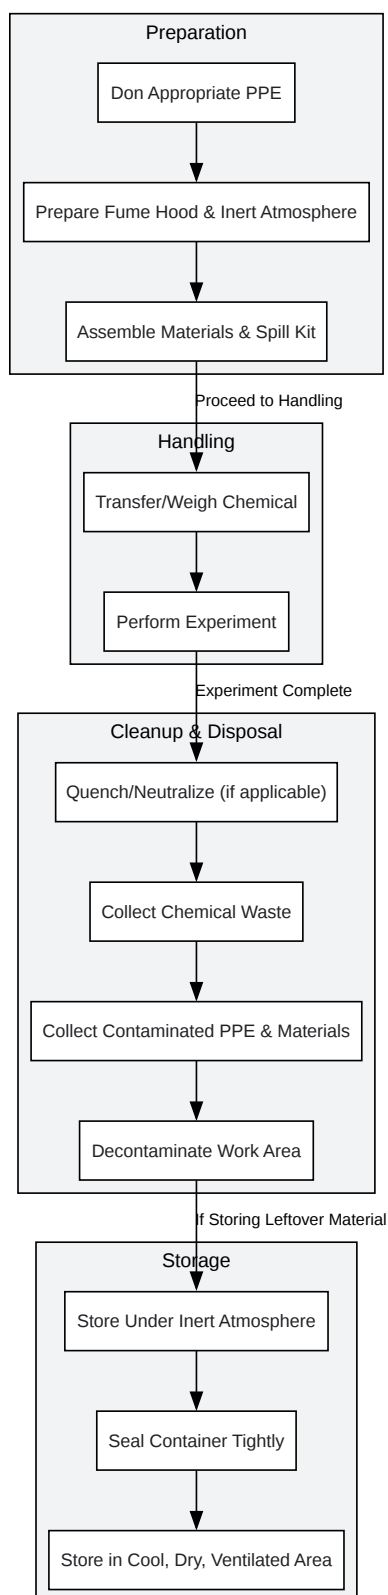 Preparation
Don Appropriate PPE
Prepare Fume Hood & Inert Atmosphere
Assemble Materials & Spill Kit
Proceed to Handling
Handling
Transfer/Weigh Chemical
Perform Experiment
Experiment Complete
Cleanup & Disposal
Quench/Neutralize (if applicable)
Collect Chemical Waste
Collect Contaminated PPE & Materials
Decontaminate Work Area
If Storing Leftover Material
Storage
Store Under Inert Atmosphere
Seal Container Tightly
Store in Cool, Dry, Ventilated Area